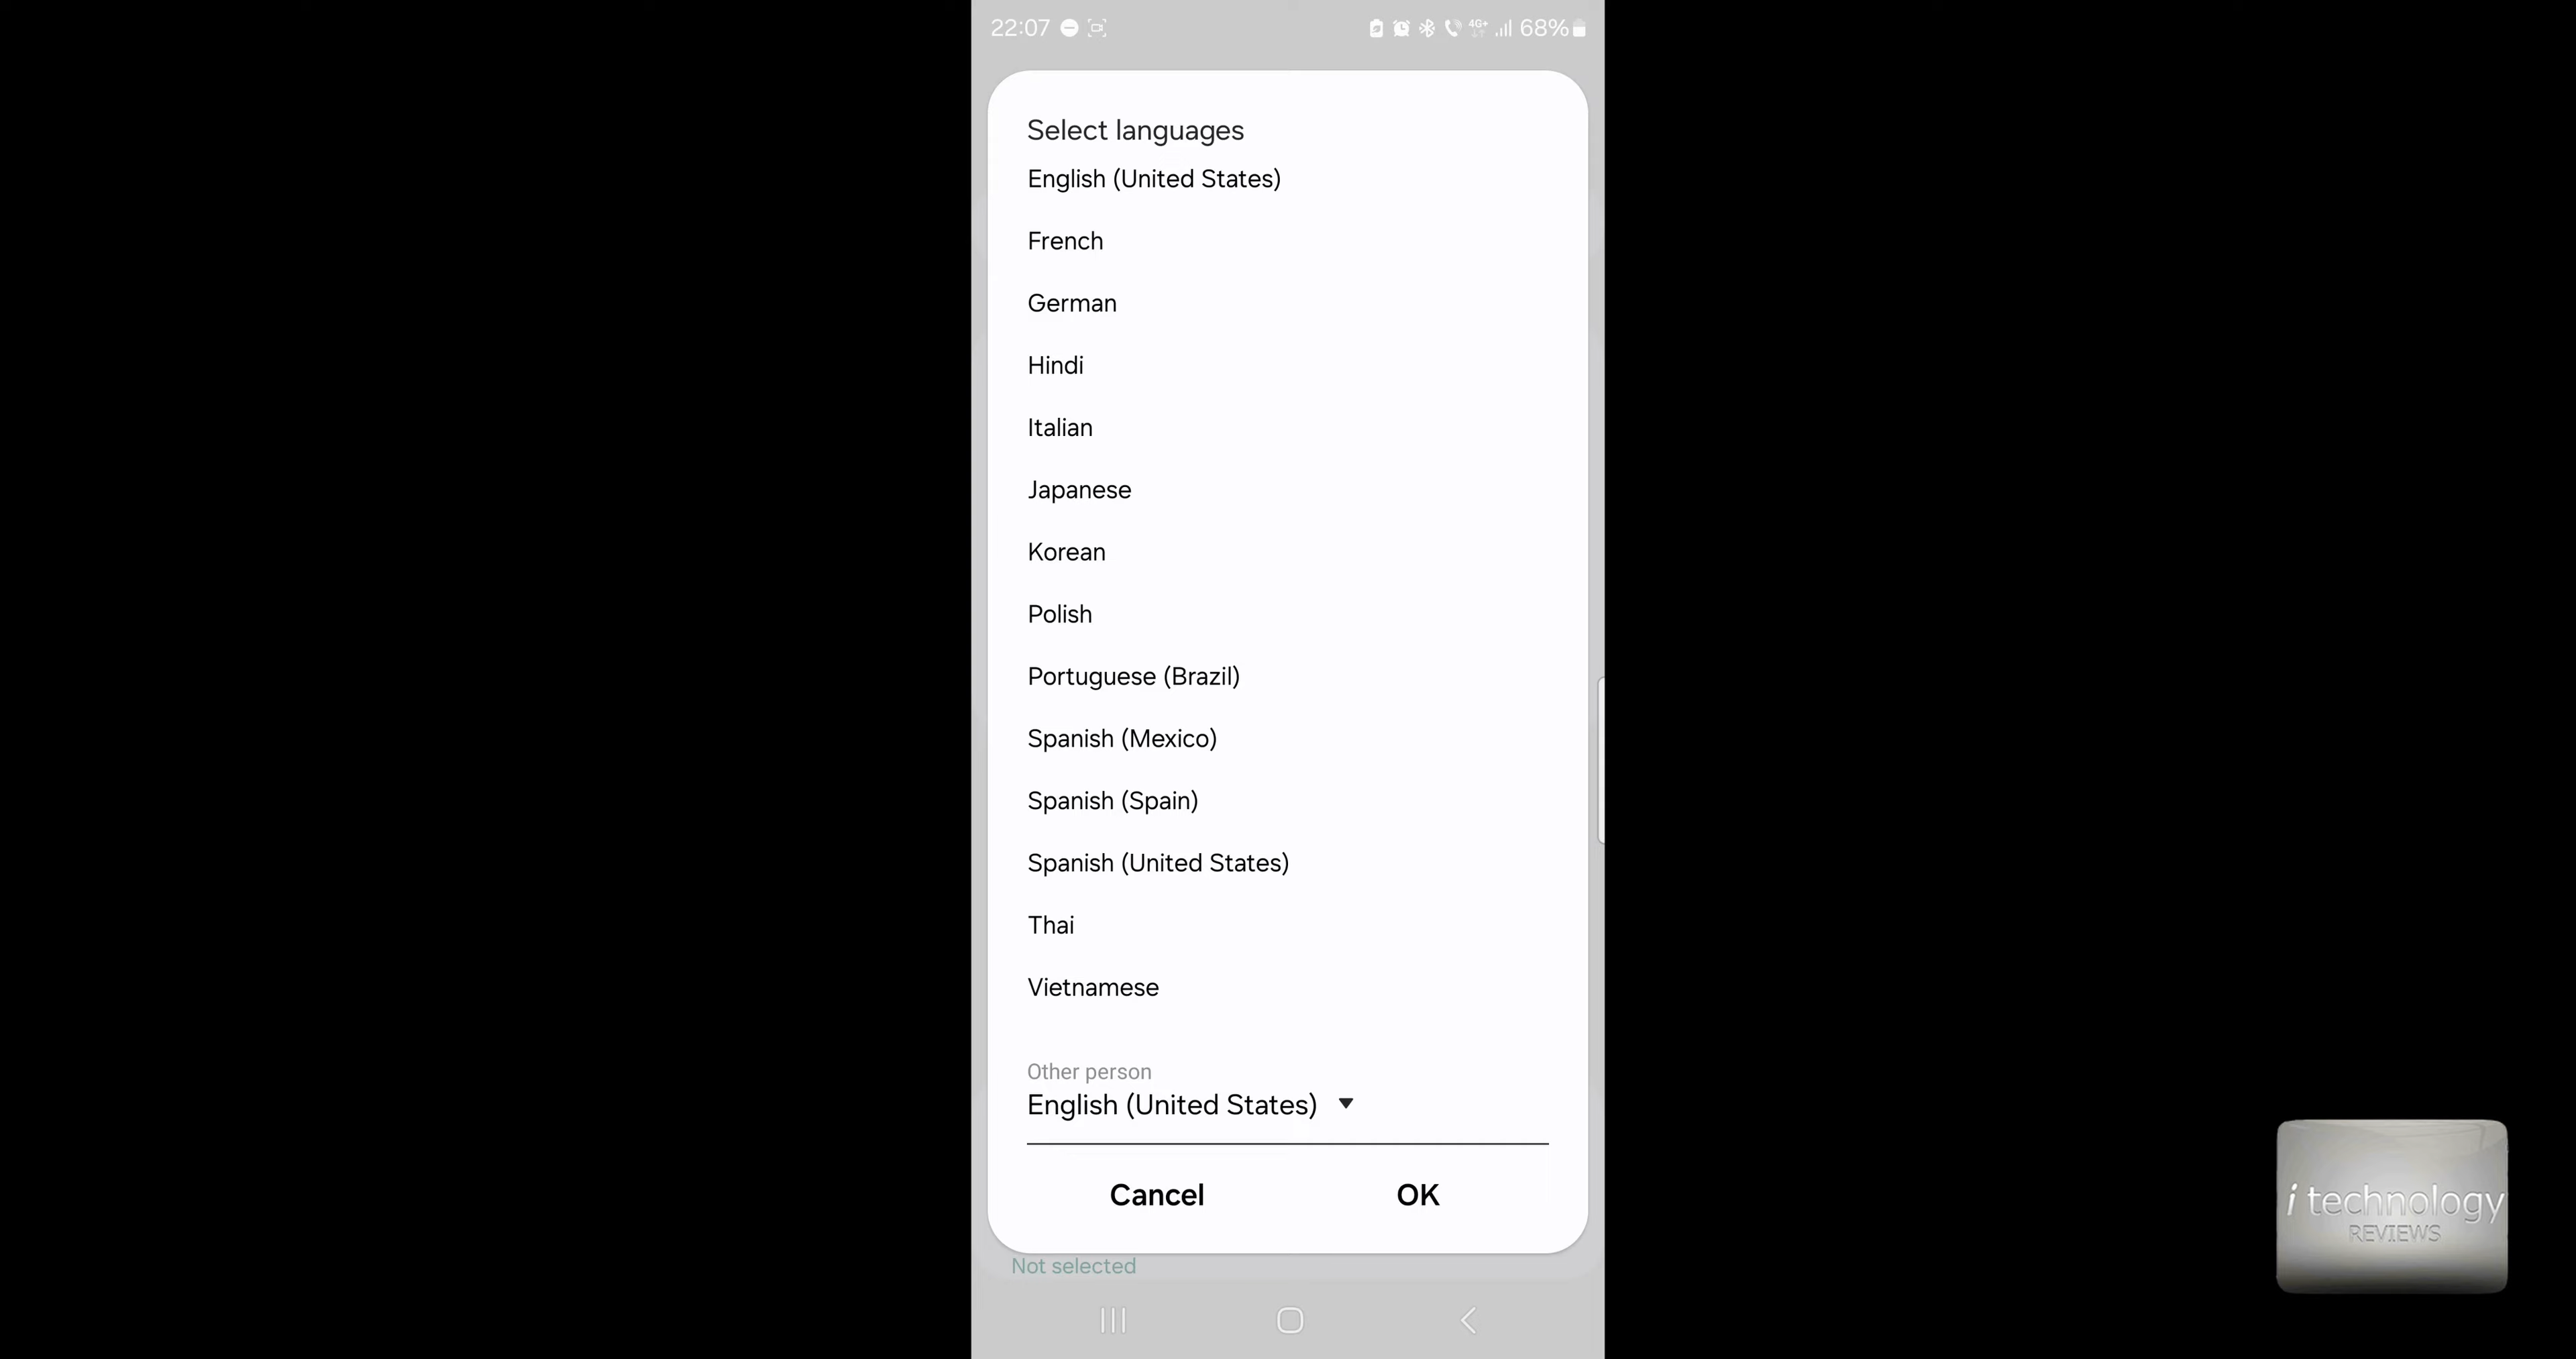 22:07 4G+ 68%
Select languages
English (United States)
French
German
Hindi
Italian
Japanese
Korean
Polish
Portuguese (Brazil)
Spanish (Mexico)
Spanish (Spain)
Spanish (United States)
Thai
Vietnamese
Other person
English (United States)
Cancel OK
Not selected
i technology
REVIEWS